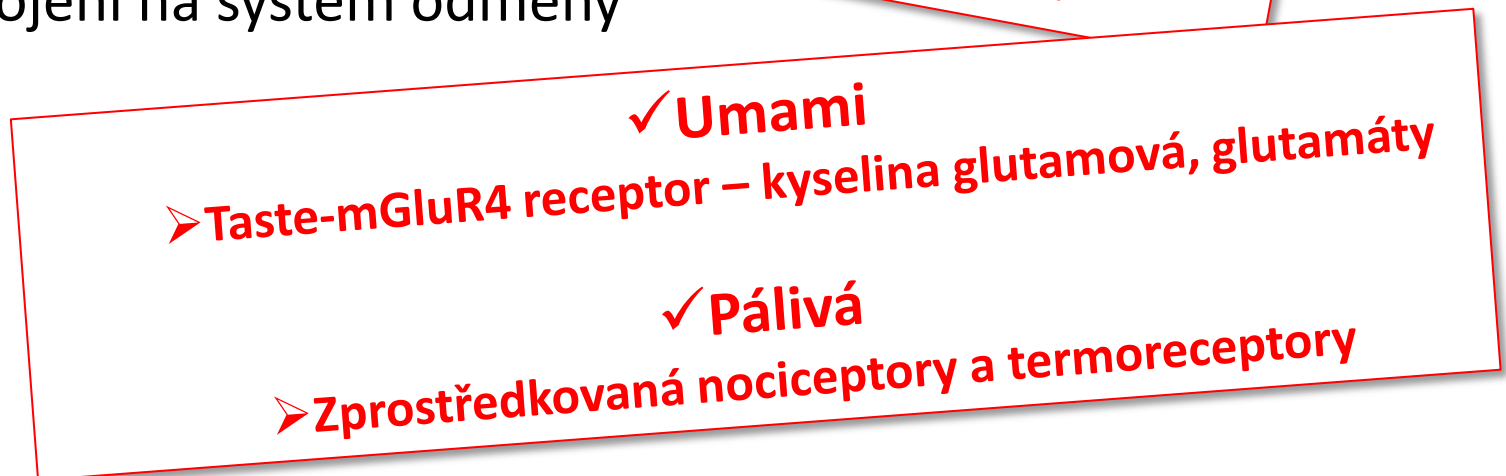 ojení na systém odměny
✓Umami
➢Taste-mGluR4 receptor – kyselina glutamová, glutamáty
✓Pálivá
➢Zprostředkovaná nociceptory a termoreceptory